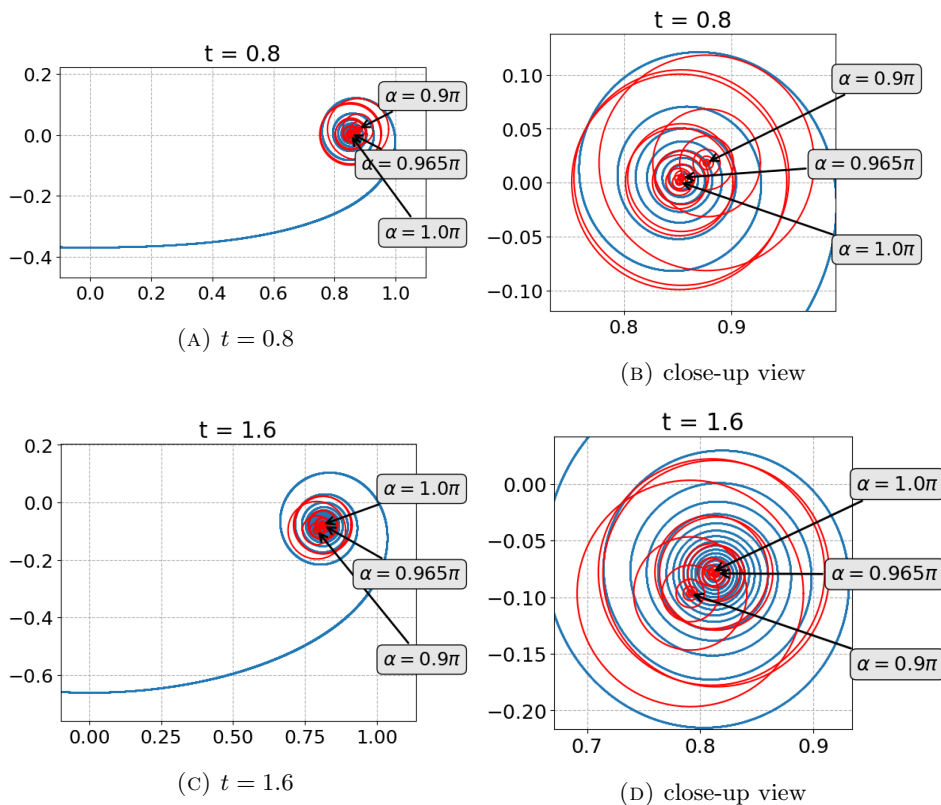 t = 0.8
0.2
0.0
−0.2
−0.4
0.0 0.2 0.4 0.6 0.8 1.0
α = 0.9π
α = 0.965π
α = 1.0π
(A) t = 0.8
t = 0.8
0.10
0.05
0.00
−0.05
−0.10
0.8 0.9
α = 0.9π
α = 0.965π
α = 1.0π
(B) close-up view
t = 1.6
0.2
0.0
−0.2
−0.4
−0.6
0.00 0.25 0.50 0.75 1.00
α = 1.0π
α = 0.965π
α = 0.9π
(C) t = 1.6
t = 1.6
0.00
−0.05
−0.10
−0.15
−0.20
0.7 0.8 0.9
α = 1.0π
α = 0.965π
α = 0.9π
(D) close-up view